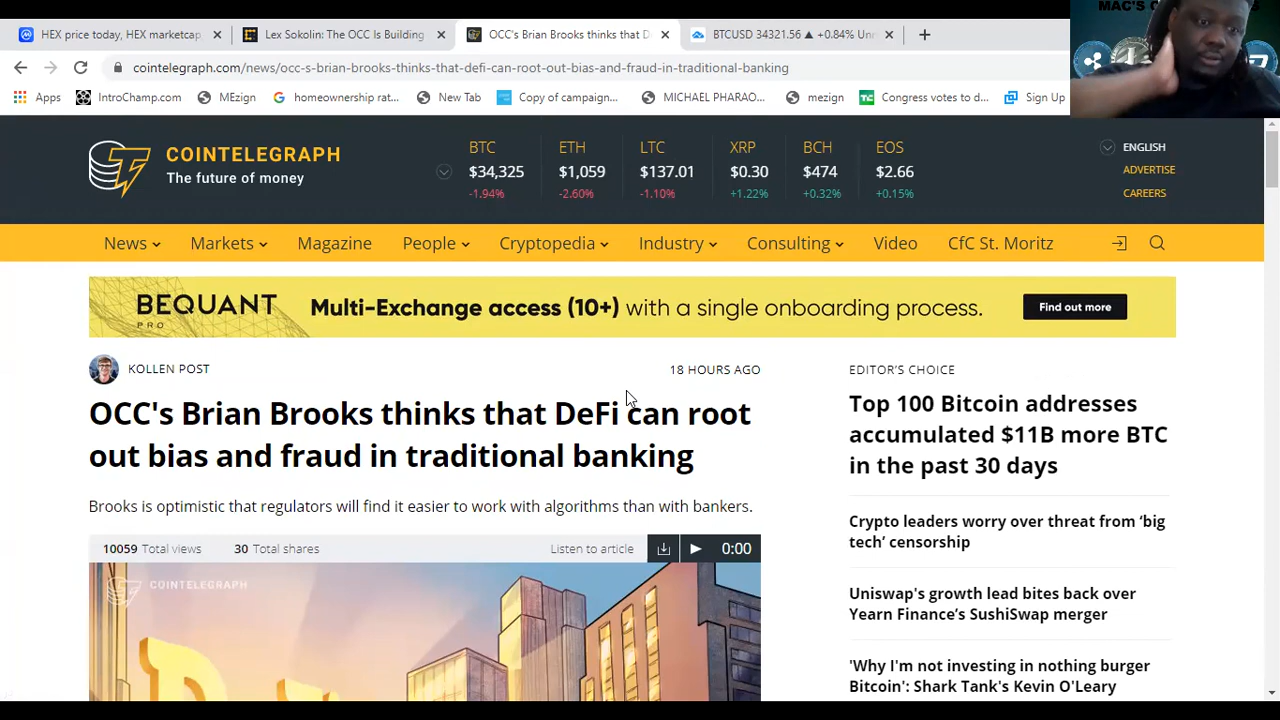 MAC'S C
HEX price today, HEX marketcap,
Lex Sokolin: The OCC Is Building
OCC's Brian Brooks thinks that D
BTCUSD 34321.56 ▲ +0.84% Un
cointelegraph.com/news/occ-s-brian-brooks-thinks-that-defi-can-root-out-bias-and-fraud-in-traditional-banking
Apps IntroChamp.com MEzign homeownership rat... New Tab Copy of campaign... MICHAEL PHARAO... mezign Congress votes to d... Sign Up
COINTELEGRAPH
The future of money
BTC ETH LTC XRP BCH EOS
$34,325 $1,059 $137.01 $0.30 $474 $2.66
-1.94% -2.60% -1.10% +1.22% +0.32% +0.15%
ENGLISH
ADVERTISE
CAREERS
News Markets Magazine People Cryptopedia Industry Consulting Video CfC St. Moritz
BEQUANT
PRO
Multi-Exchange access (10+) with a single onboarding process.
Find out more
KOLLEN POST
18 HOURS AGO
OCC's Brian Brooks thinks that DeFi can root
out bias and fraud in traditional banking
Brooks is optimistic that regulators will find it easier to work with algorithms than with bankers.
10059 Total views 30 Total shares Listen to article 0:00
COINTELEGRAPH
EDITOR'S CHOICE
Top 100 Bitcoin addresses
accumulated $11B more BTC
in the past 30 days
Crypto leaders worry over threat from ‘big
tech’ censorship
Uniswap's growth lead bites back over
Yearn Finance’s SushiSwap merger
'Why I'm not investing in nothing burger
Bitcoin': Shark Tank's Kevin O'Leary